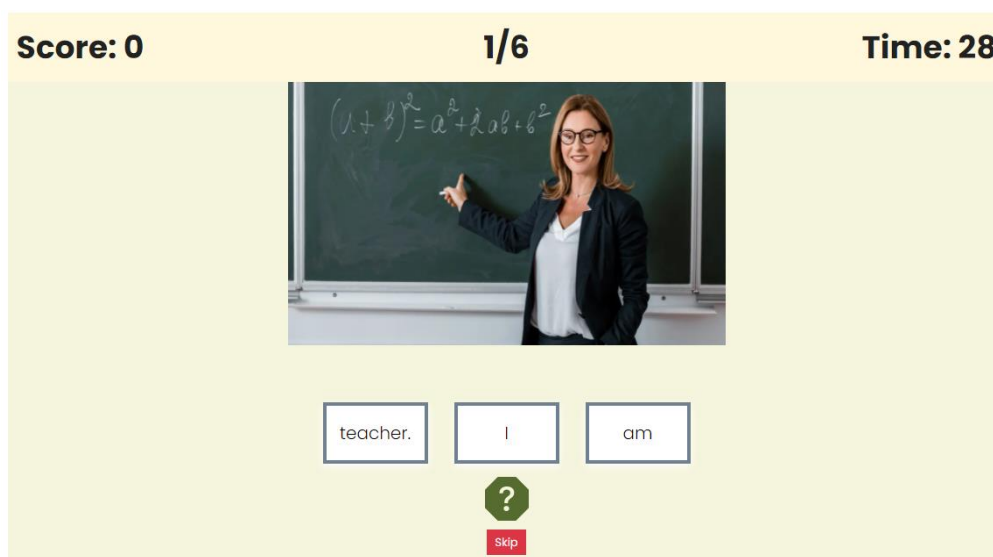 Score: 0
1/6
Time: 28
(a + b)² = a² + 2ab + b²
teacher.
I
am
?
Skip